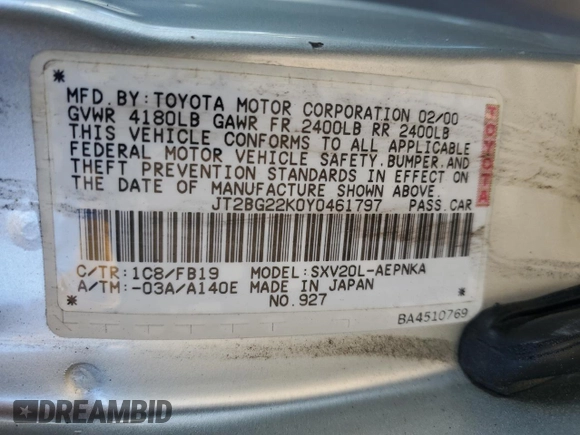 MFD. BY: TOYOTA MOTOR CORPORATION 02/00
GVWR 4180LB GAWR FR 2400LB RR 2400LB
THIS VEHICLE CONFORMS TO ALL APPLICABLE
FEDERAL MOTOR VEHICLE SAFETY, BUMPER, AND
THEFT PREVENTION STANDARDS IN EFFECT ON
THE DATE OF MANUFACTURE SHOWN ABOVE.
JT2BG22K0Y0461797 PASS.CAR
TOYOTA
C/TR: 1C8/FB19 MODEL: SXV20L-AEPNKA
A/TM: -03A/A140E MADE IN JAPAN
NO.927
BA4510769
DREAMBID